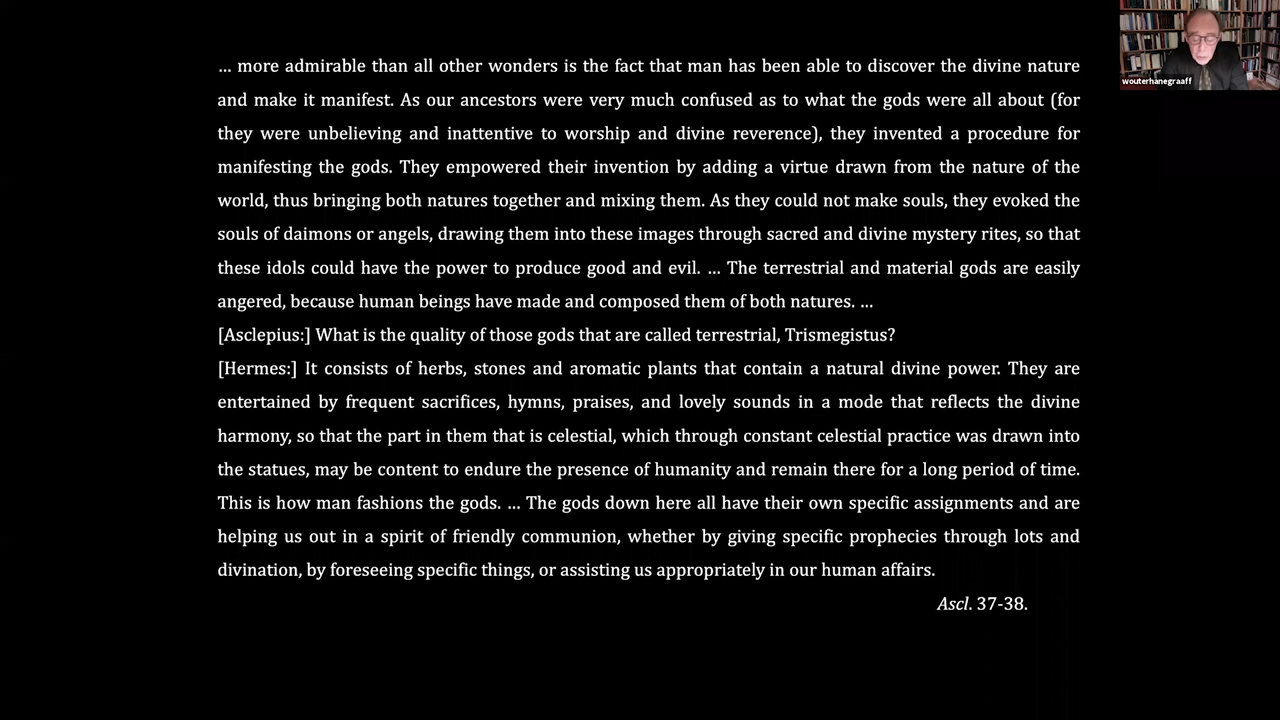 … more admirable than all other wonders is the fact that man has been able to discover the divine nature
and make it manifest. As our ancestors were very much confused as to what the gods were all about (for
they were unbelieving and inattentive to worship and divine reverence), they invented a procedure for
manifesting the gods. They empowered their invention by adding a virtue drawn from the nature of the
world, thus bringing both natures together and mixing them. As they could not make souls, they evoked the
souls of daimons or angels, drawing them into these images through sacred and divine mystery rites, so that
these idols could have the power to produce good and evil. … The terrestrial and material gods are easily
angered, because human beings have made and composed them of both natures. …
[Asclepius:] What is the quality of those gods that are called terrestrial, Trismegistus?
[Hermes:] It consists of herbs, stones and aromatic plants that contain a natural divine power. They are
entertained by frequent sacrifices, hymns, praises, and lovely sounds in a mode that reflects the divine
harmony, so that the part in them that is celestial, which through constant celestial practice was drawn into
the statues, may be content to endure the presence of humanity and remain there for a long period of time.
This is how man fashions the gods. … The gods down here all have their own specific assignments and are
helping us out in a spirit of friendly communion, whether by giving specific prophecies through lots and
divination, by foreseeing specific things, or assisting us appropriately in our human affairs.
Ascl. 37-38.
wouterhanegraaff